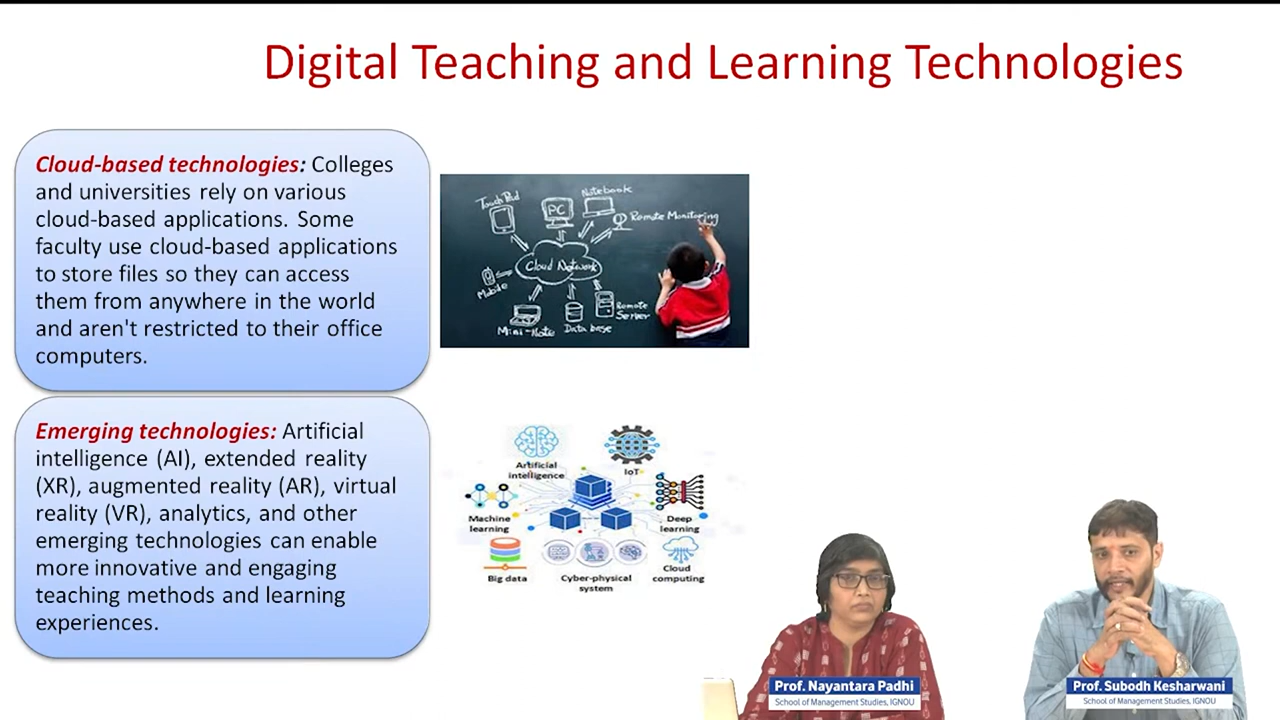 Digital Teaching and Learning Technologies
Cloud-based technologies: Colleges
and universities rely on various
cloud-based applications. Some
faculty use cloud-based applications
to store files so they can access
them from anywhere in the world
and aren't restricted to their office
computers.
TouchPad
PC
Notebook
Remote Monitoring
Cloud Network
Mobile
Mini-Note
Data base
Remote
Server
Emerging technologies: Artificial
intelligence (AI), extended reality
(XR), augmented reality (AR), virtual
reality (VR), analytics, and other
emerging technologies can enable
more innovative and engaging
teaching methods and learning
experiences.
Artificial
intelligence
IoT
Machine
learning
Deep
learning
Big data
Cyber-physical
system
Cloud
computing
Prof. Nayantara Padhi
School of Management Studies, IGNOU
Prof. Subodh Kesharwani
School of Management Studies, IGNOU